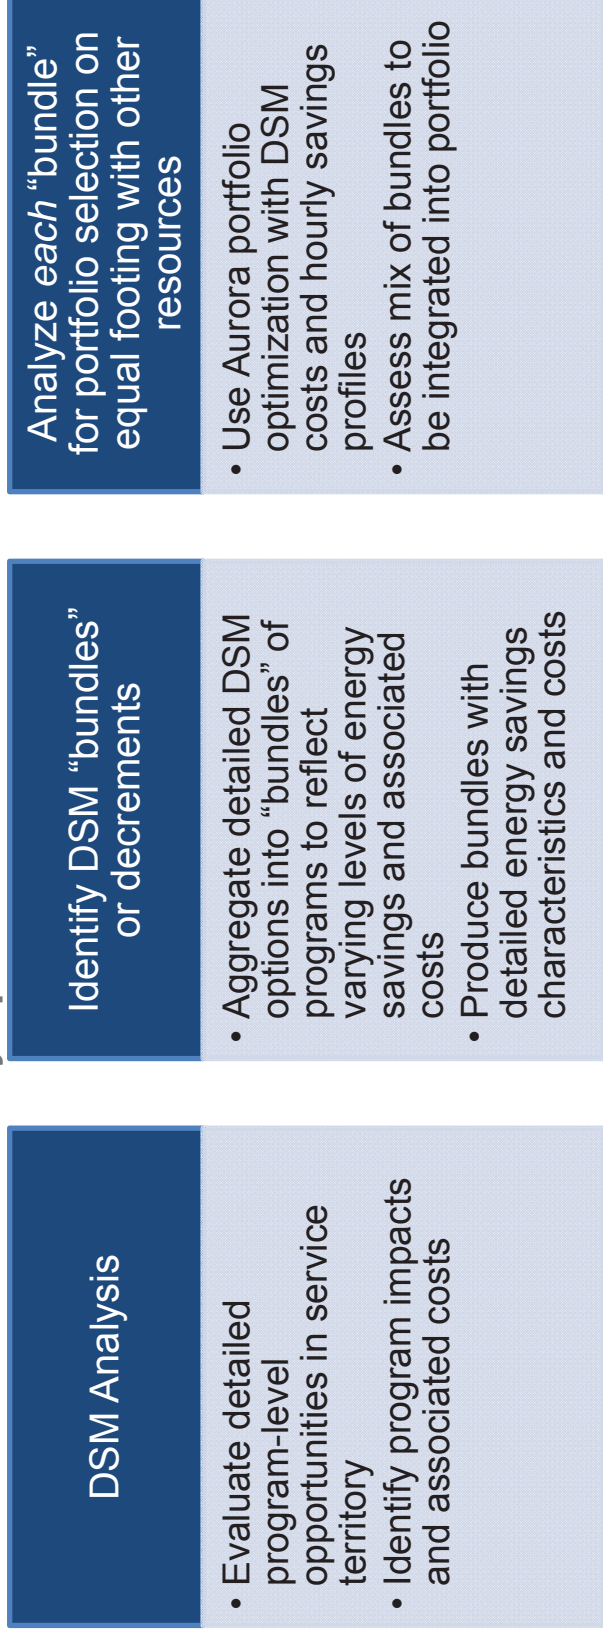 DSM Analysis
• Evaluate detailed
program-level
opportunities in service
territory
• Identify program impacts
and associated costs
Identify DSM “bundles”
or decrements
• Aggregate detailed DSM
options into “bundles” of
programs to reflect
varying levels of energy
savings and associated
costs
• Produce bundles with
detailed energy savings
characteristics and costs
Analyze each “bundle”
for portfolio selection on
equal footing with other
resources
• Use Aurora portfolio
optimization with DSM
costs and hourly savings
profiles
• Assess mix of bundles to
be integrated into portfolio